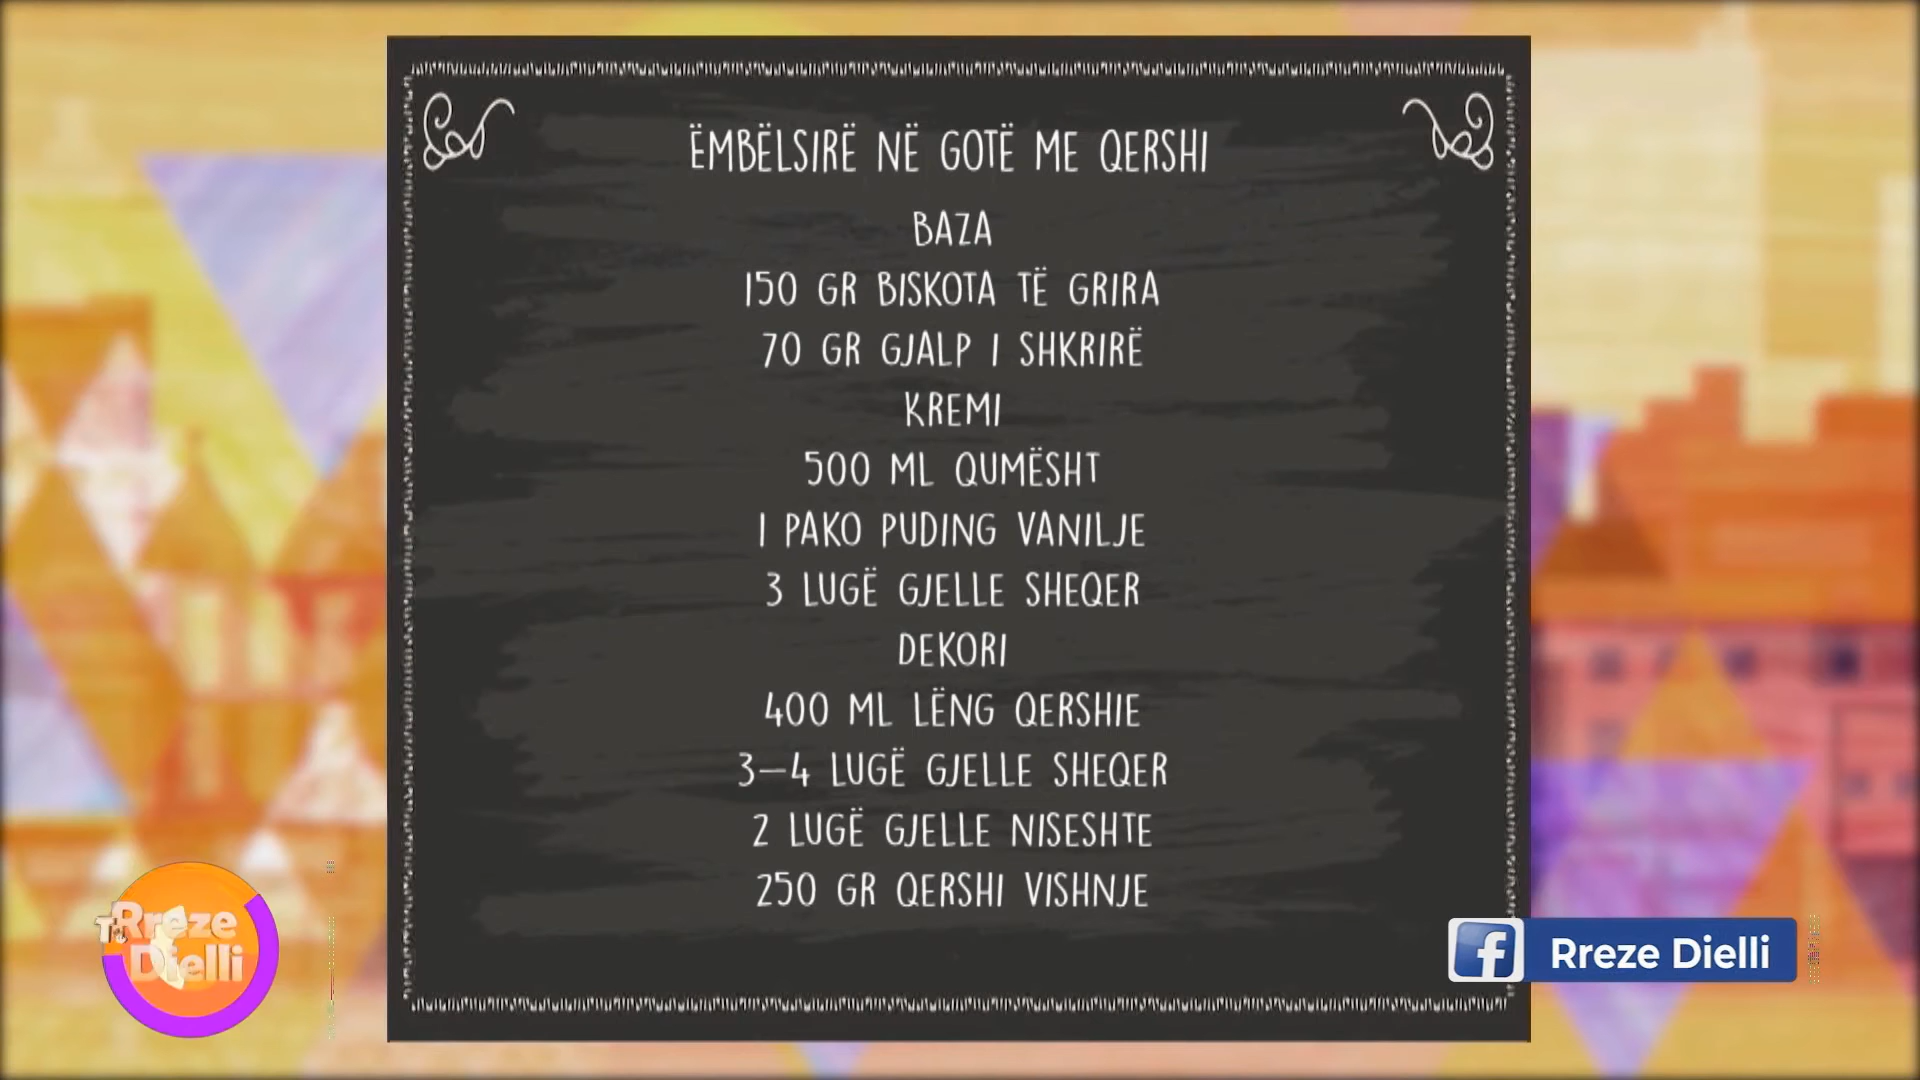 ËMBËLSIRË NË GOTË ME QERSHI
BAZA
150 GR BISKOTA TË GRIRA
70 GR GJALP I SHKRIRË
KREMI
500 ML QUMËSHT
1 PAKO PUDING VANILJE
3 LUGË GJELLE SHEQER
DEKORI
400 ML LËNG QERSHIE
3–4 LUGË GJELLE SHEQER
2 LUGË GJELLE NISESHTE
250 GR QERSHI VISHNJE
Rreze
Dielli
f Rreze Dielli